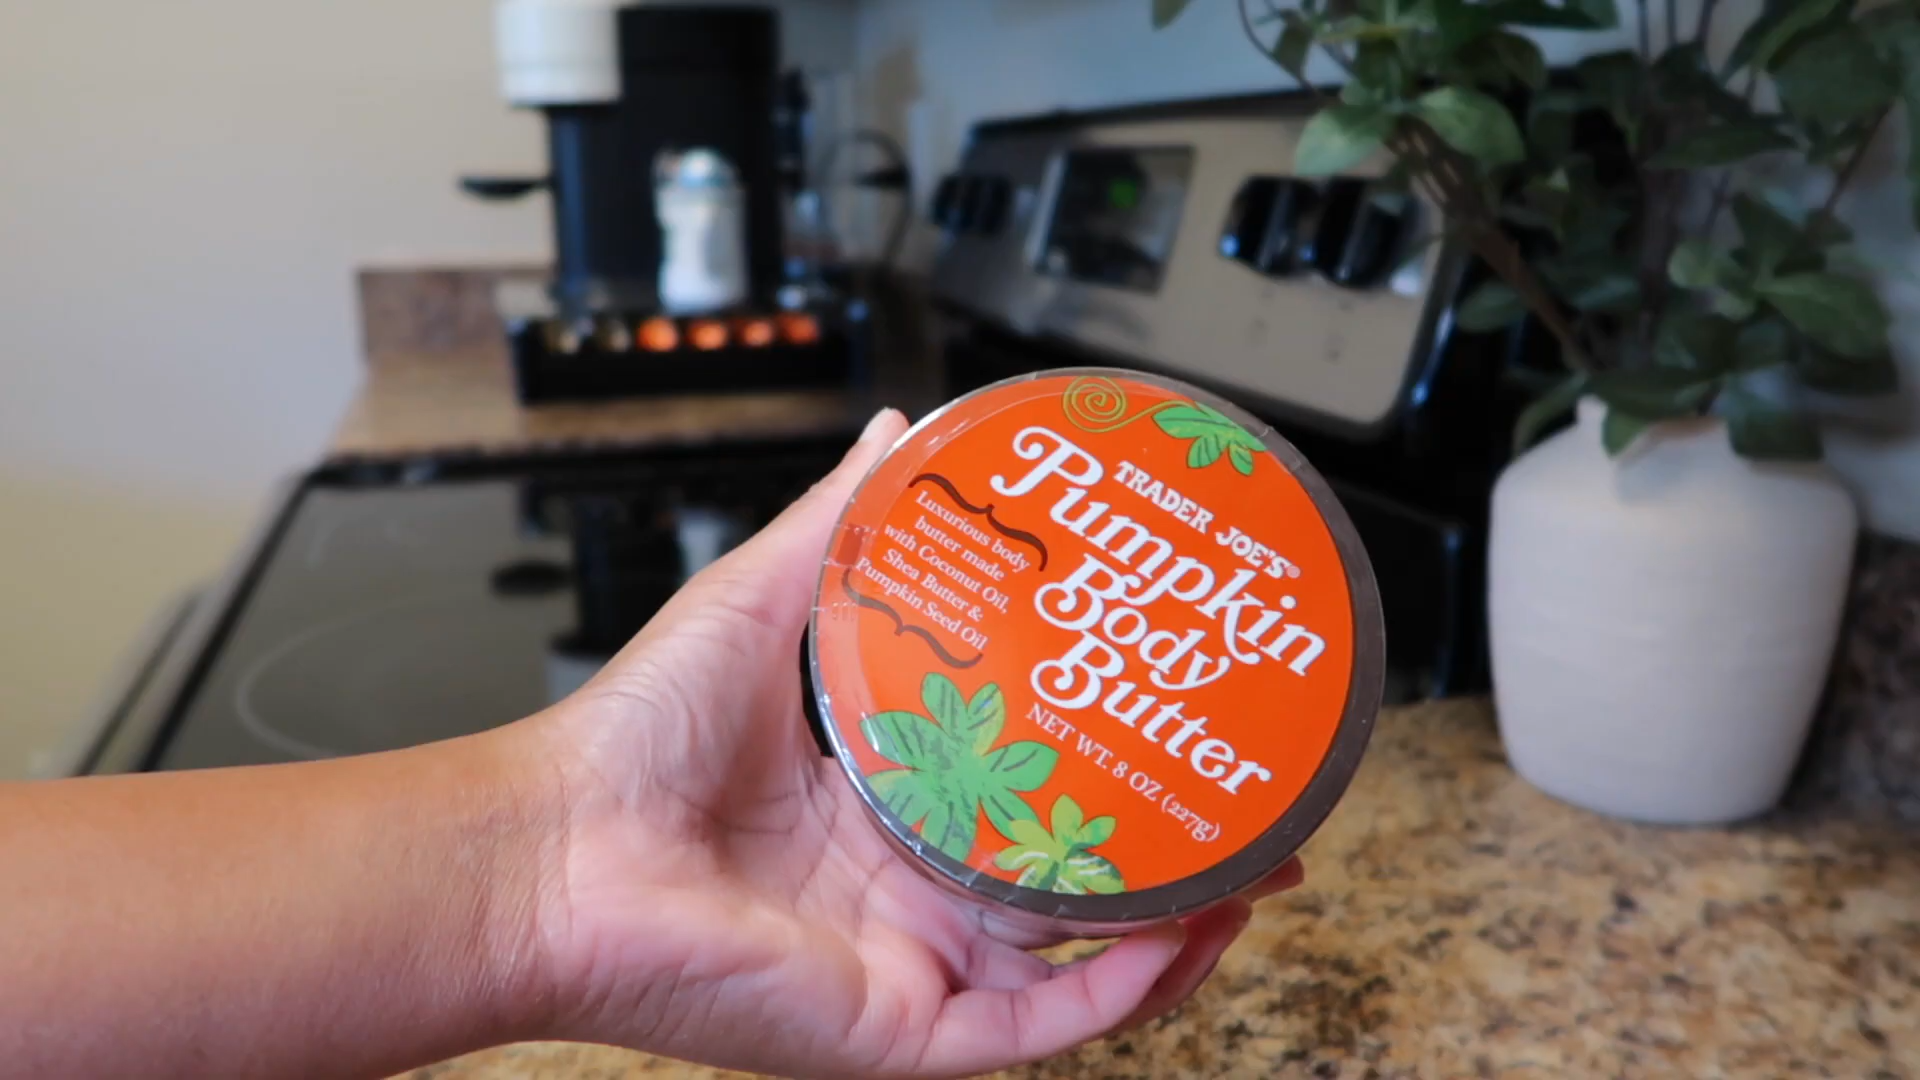 TRADER JOE'S®
Pumpkin
Body
Butter
NET WT. 8 OZ (227g)
Luxurious body
butter made
with Coconut Oil,
Shea Butter &
Pumpkin Seed Oil